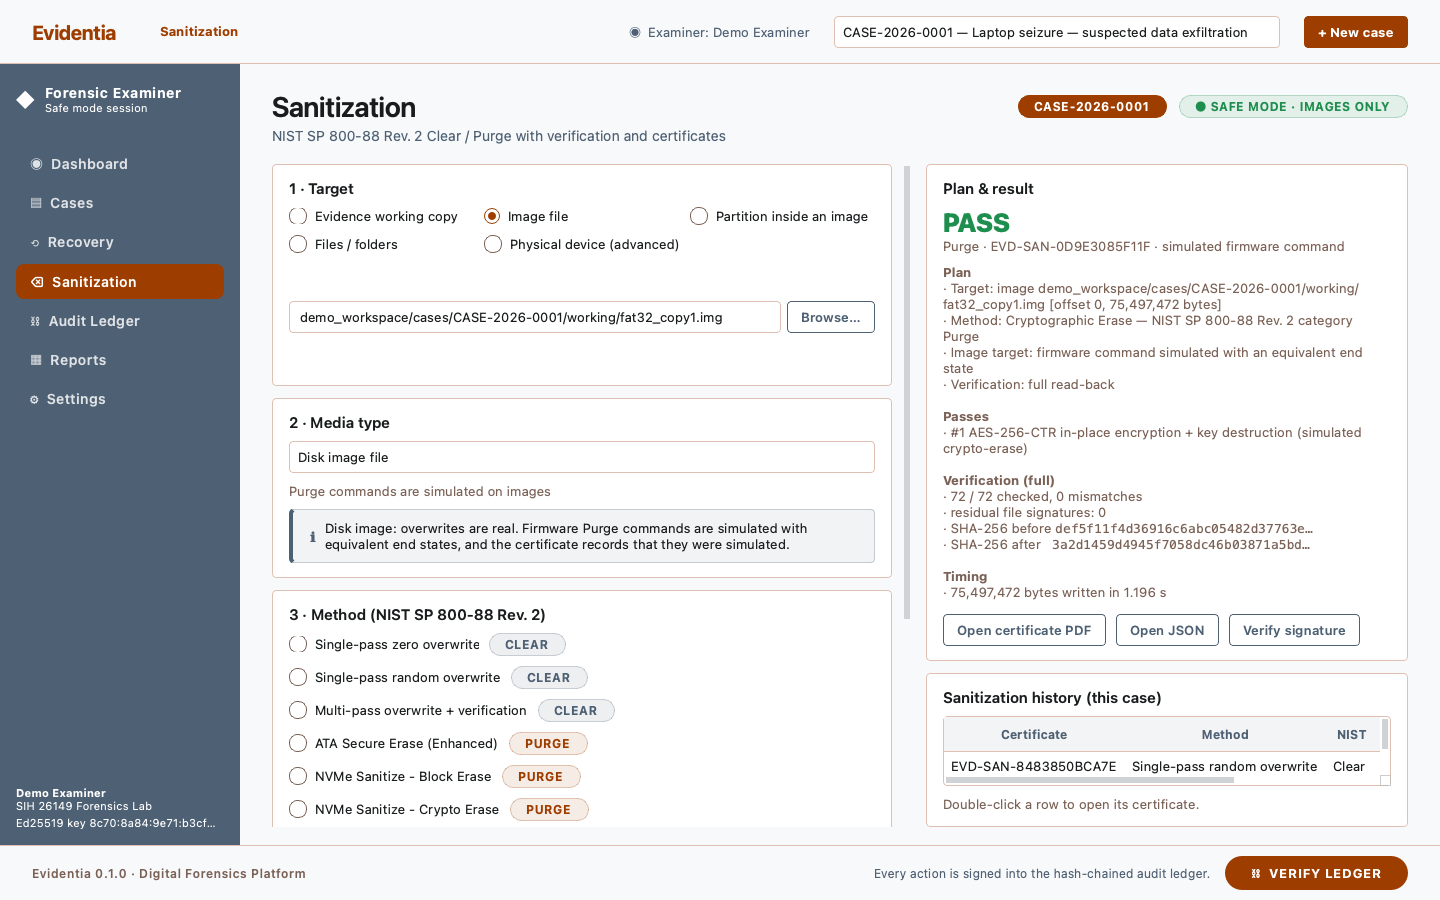 Evidentia
Sanitization
Examiner: Demo Examiner
CASE-2026-0001 — Laptop seizure — suspected data exfiltration
+ New case
Forensic Examiner
Safe mode session
Dashboard
Cases
Recovery
Sanitization
Audit Ledger
Reports
Settings
Demo Examiner
SIH 26149 Forensics Lab
Ed25519 key 8c70:8a84:9e71:b3cf...
Sanitization
NIST SP 800-88 Rev. 2 Clear / Purge with verification and certificates
CASE-2026-0001
SAFE MODE · IMAGES ONLY
1 · Target
Evidence working copy
Image file
Partition inside an image
Files / folders
Physical device (advanced)
demo_workspace/cases/CASE-2026-0001/working/fat32_copy1.img
Browse...
2 · Media type
Disk image file
Purge commands are simulated on images
Disk image: overwrites are real. Firmware Purge commands are simulated with
equivalent end states, and the certificate records that they were simulated.
3 · Method (NIST SP 800-88 Rev. 2)
Single-pass zero overwrite CLEAR
Single-pass random overwrite CLEAR
Multi-pass overwrite + verification CLEAR
ATA Secure Erase (Enhanced) PURGE
NVMe Sanitize - Block Erase PURGE
NVMe Sanitize - Crypto Erase PURGE
Plan & result
PASS
Purge · EVD-SAN-0D9E3085F11F · simulated firmware command
Plan
· Target: image demo_workspace/cases/CASE-2026-0001/working/
fat32_copy1.img [offset 0, 75,497,472 bytes]
· Method: Cryptographic Erase — NIST SP 800-88 Rev. 2 category
Purge
· Image target: firmware command simulated with an equivalent end
state
· Verification: full read-back
Passes
· #1 AES-256-CTR in-place encryption + key destruction (simulated
crypto-erase)
Verification (full)
· 72 / 72 checked, 0 mismatches
· residual file signatures: 0
· SHA-256 before def5f11f4d36916c6abc05482d37763e…
· SHA-256 after 3a2d1459d4945f7058dc46b03871a5bd…
Timing
· 75,497,472 bytes written in 1.196 s
Open certificate PDF
Open JSON
Verify signature
Sanitization history (this case)
Certificate Method NIST
EVD-SAN-8483850BCA7E Single-pass random overwrite Clear
Double-click a row to open its certificate.
Evidentia 0.1.0 · Digital Forensics Platform
Every action is signed into the hash-chained audit ledger.
VERIFY LEDGER